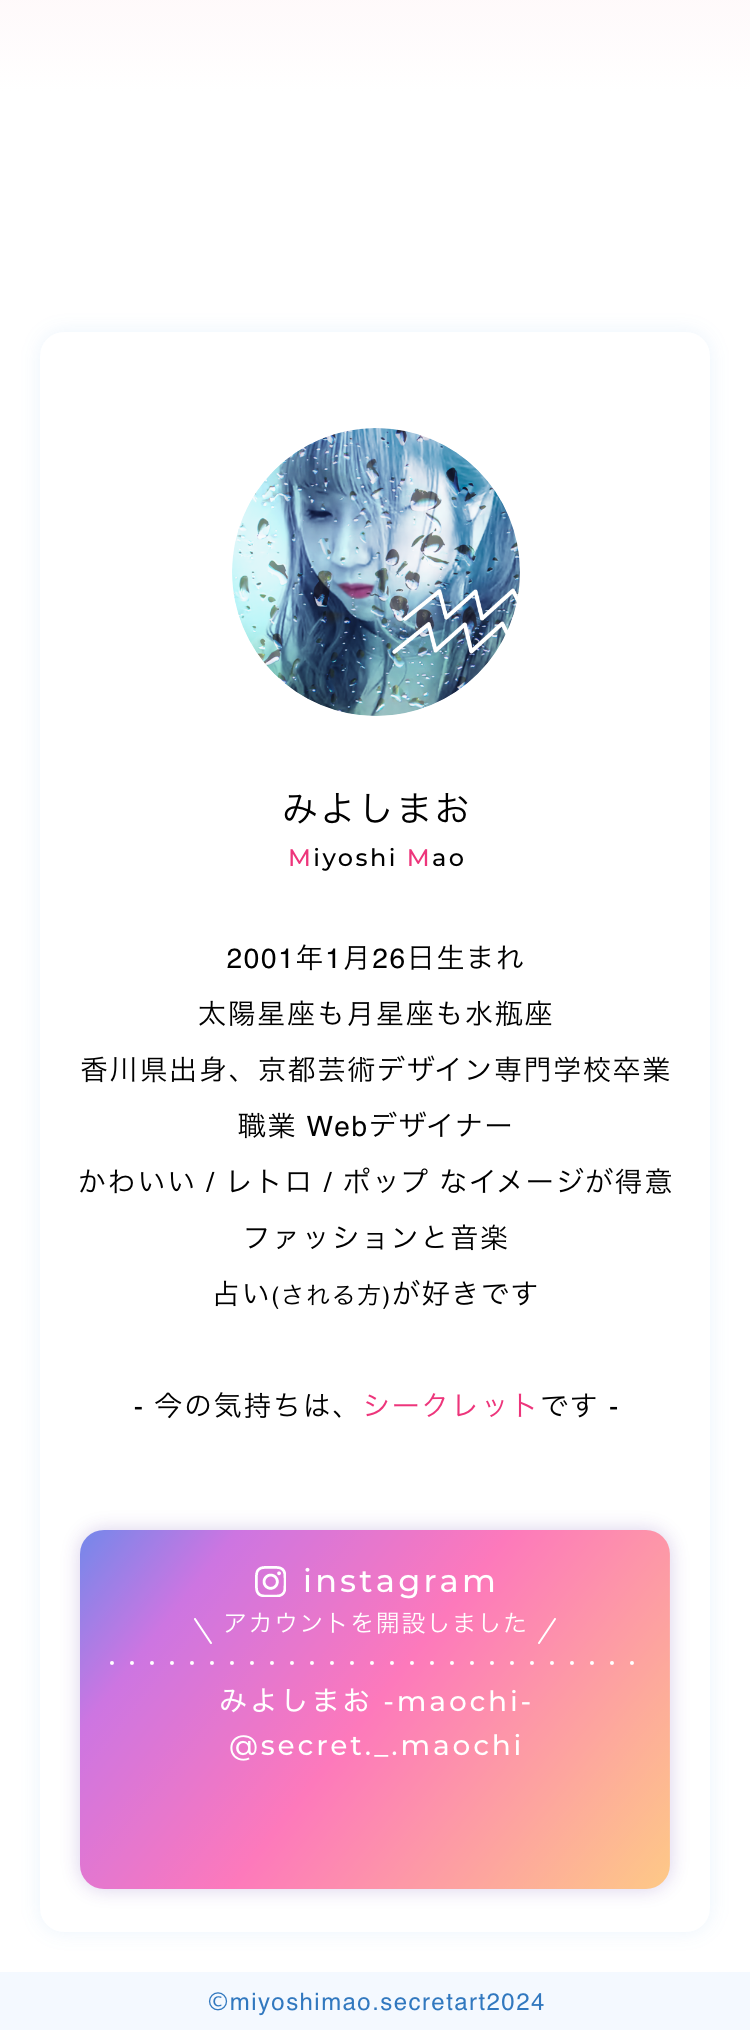 みよしまお
Miyoshi Mao
2001年1月26日生まれ
太陽星座も月星座も水瓶座
香川県出身、京都芸術デザイン専門学校卒業
職業 Webデザイナー
かわいい / レトロ / ポップ なイメージが得意
ファッションと音楽
占い(される方)が好きです
- 今の気持ちは、シークレットです -
instagram
\ アカウントを開設しました /
みよしまお -maochi-
@secret._.maochi
©miyoshimao.secretart2024